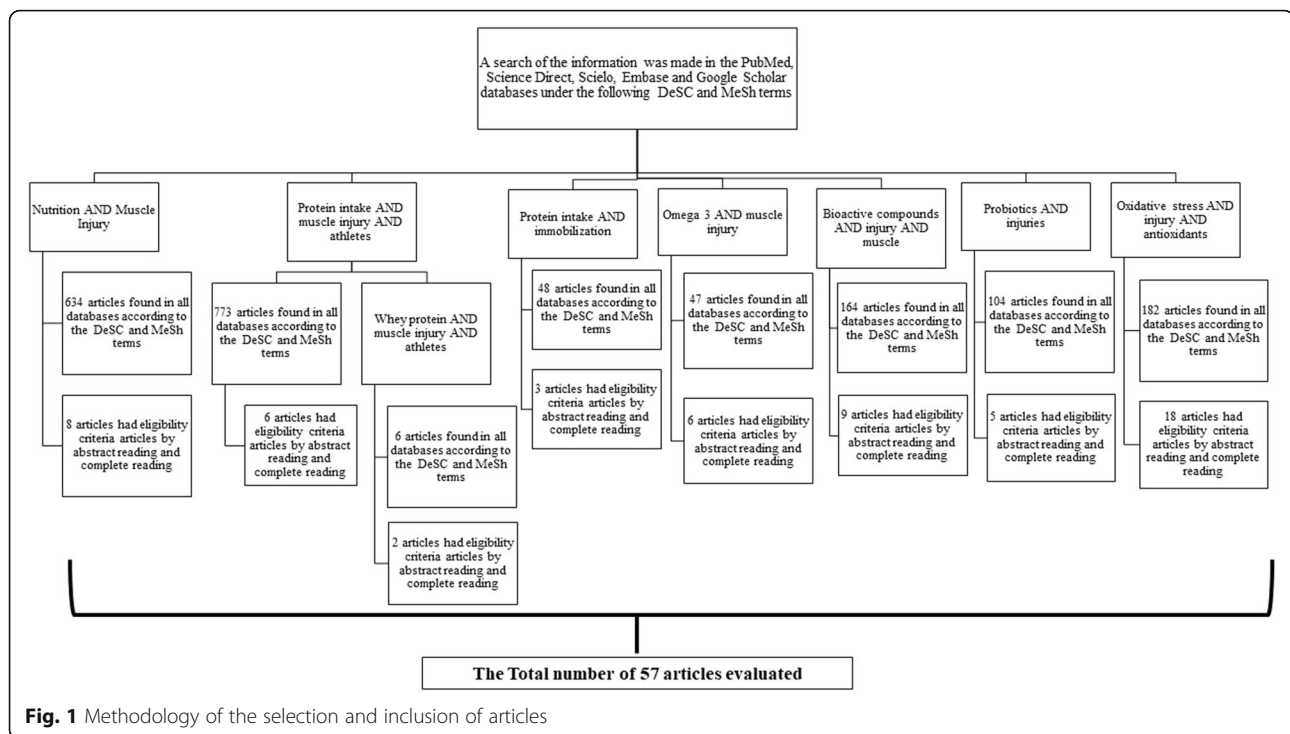 A search of the information was made in the PubMed,
Science Direct, Scielo, Embase and Google Scholar
databases under the following DeSC and MeSh terms
Nutrition AND Muscle
Injury
634 articles found in all
databases according to
the DeSC and MeSh
terms
8 articles had eligibility
criteria articles by
abstract reading and
complete reading
Protein intake AND
muscle injury AND
athletes
773 articles found in all
databases according to
the DeSC and MeSh
terms
6 articles had
eligibility criteria
articles by abstract
reading and
complete reading
Whey protein AND
muscle injury AND
athletes
6 articles found in all
databases according to
the DeSC and MeSh
terms
2 articles had eligibility
criteria articles by
abstract reading and
complete reading
Protein intake AND
immobilization
48 articles found in all
databases according to
the DeSC and MeSh
terms
3 articles had eligibility
criteria articles by
abstract reading and
complete reading
Omega 3 AND muscle
injury
47 articles found in all
databases according to
the DeSC and MeSh
terms
6 articles had eligibility
criteria articles by
abstract reading and
complete reading
Bioactive compounds
AND injury AND
muscle
164 articles found in all
databases according to
the DeSC and MeSh
terms
9 articles had eligibility
criteria articles by
abstract reading and
complete reading
Probiotics AND
injuries
104 articles found in all
databases according to
the DeSC and MeSh
terms
5 articles had eligibility
criteria articles by
abstract reading and
complete reading
Oxidative stress AND
injury AND
antioxidants
182 articles found in all
databases according to
the DeSC and MeSh
terms
18 articles had
eligibility criteria
articles by abstract
reading and complete
reading
The Total number of 57 articles evaluated
Fig. 1 Methodology of the selection and inclusion of articles